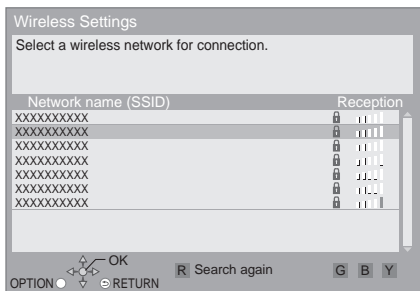 Wireless Settings
Select a wireless network for connection.
Network name (SSID) Reception
XXXXXXXXXX
XXXXXXXXXX
XXXXXXXXXX
XXXXXXXXXX
XXXXXXXXXX
XXXXXXXXXX
XXXXXXXXXX
OK
R Search again G B Y
OPTION RETURN